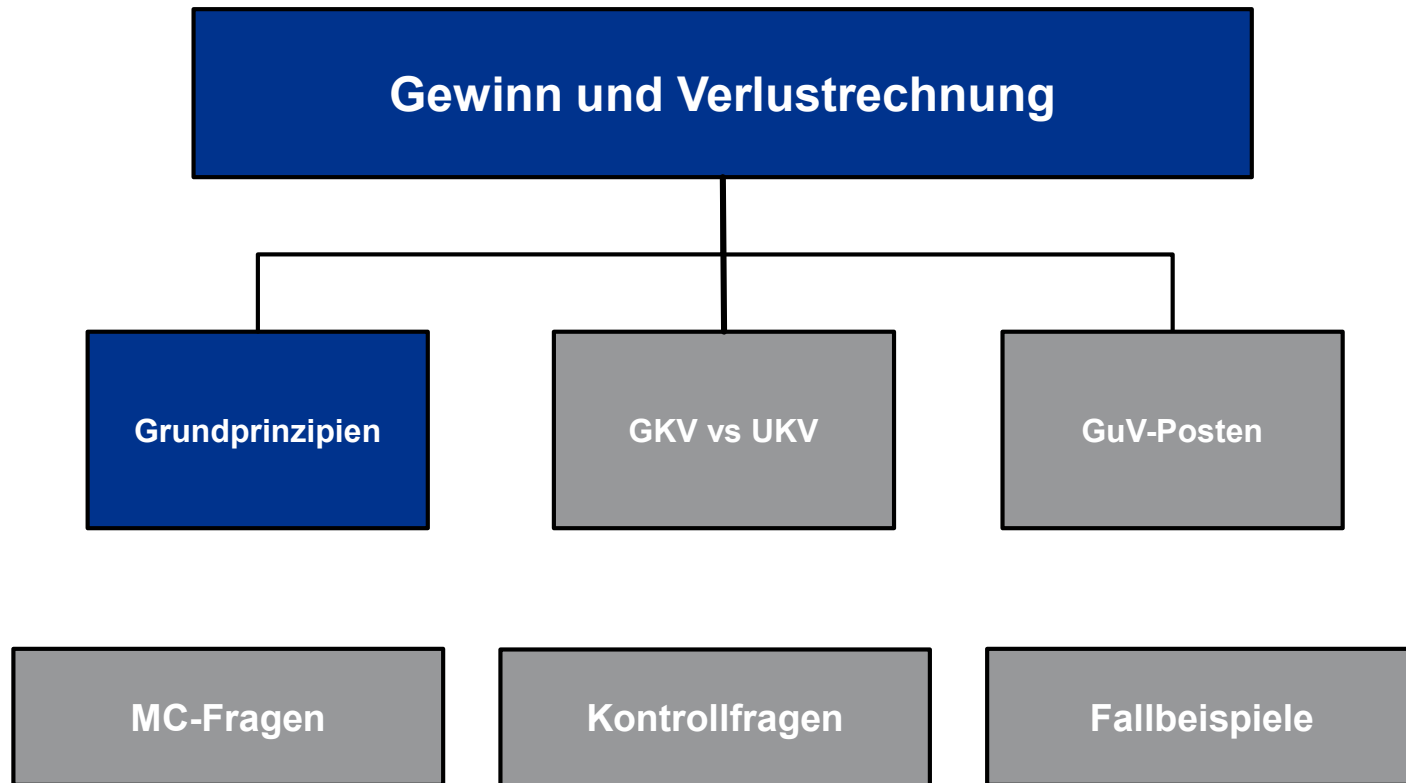 Gewinn und Verlustrechnung
Grundprinzipien
GKV vs UKV
GuV-Posten
MC-Fragen
Kontrollfragen
Fallbeispiele